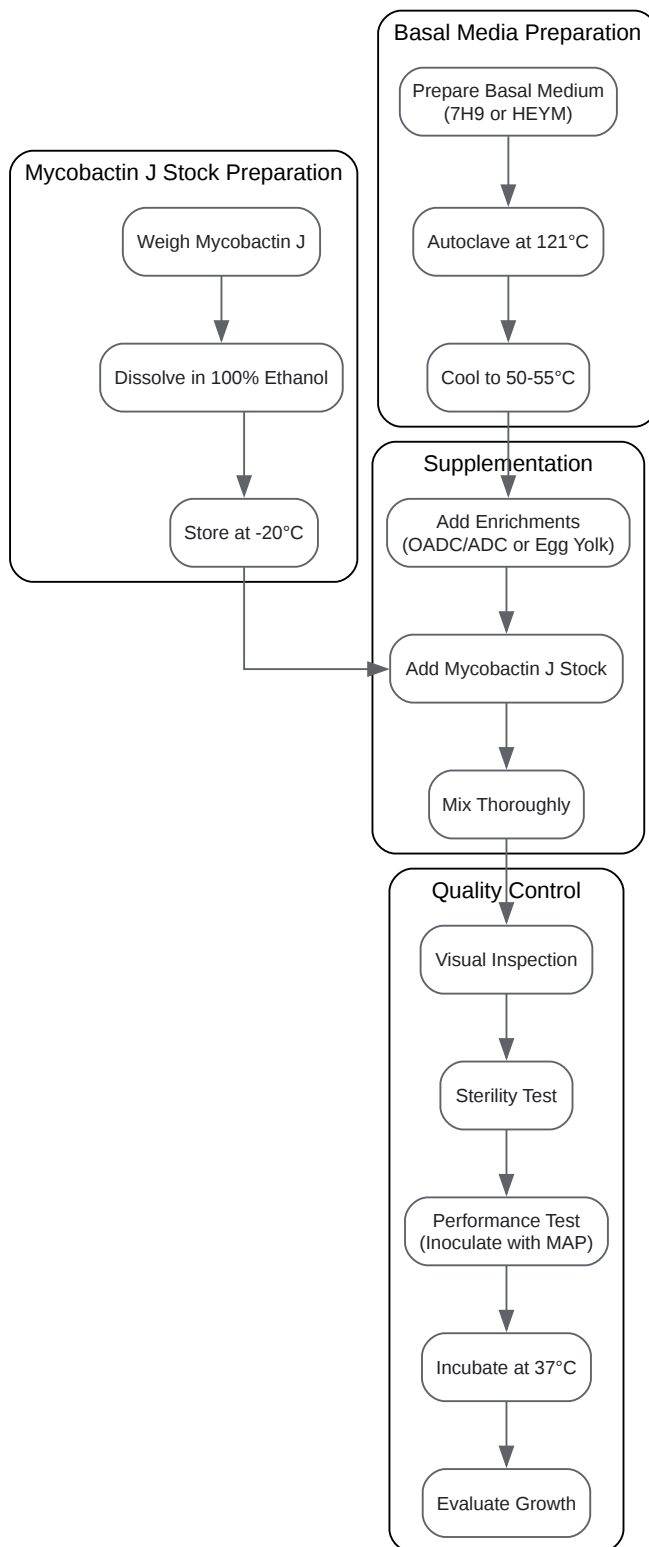 Basal Media Preparation
Prepare Basal Medium
(7H9 or HEYM)
Autoclave at 121°C
Cool to 50-55°C
Mycobactin J Stock Preparation
Weigh Mycobactin J
Dissolve in 100% Ethanol
Store at -20°C
Supplementation
Add Enrichments
(OADC/ADC or Egg Yolk)
Add Mycobactin J Stock
Mix Thoroughly
Quality Control
Visual Inspection
Sterility Test
Performance Test
(Inoculate with MAP)
Incubate at 37°C
Evaluate Growth